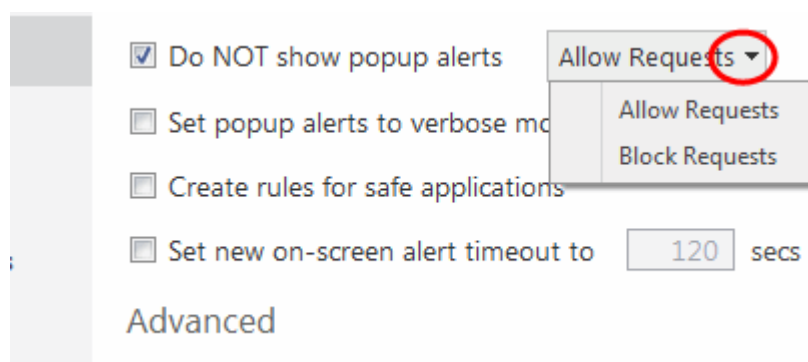 Do NOT show popup alerts Allow Requests
Allow Requests
Set popup alerts to verbose mo
Block Requests
Create rules for safe applications
Set new on-screen alert timeout to 120 secs
Advanced